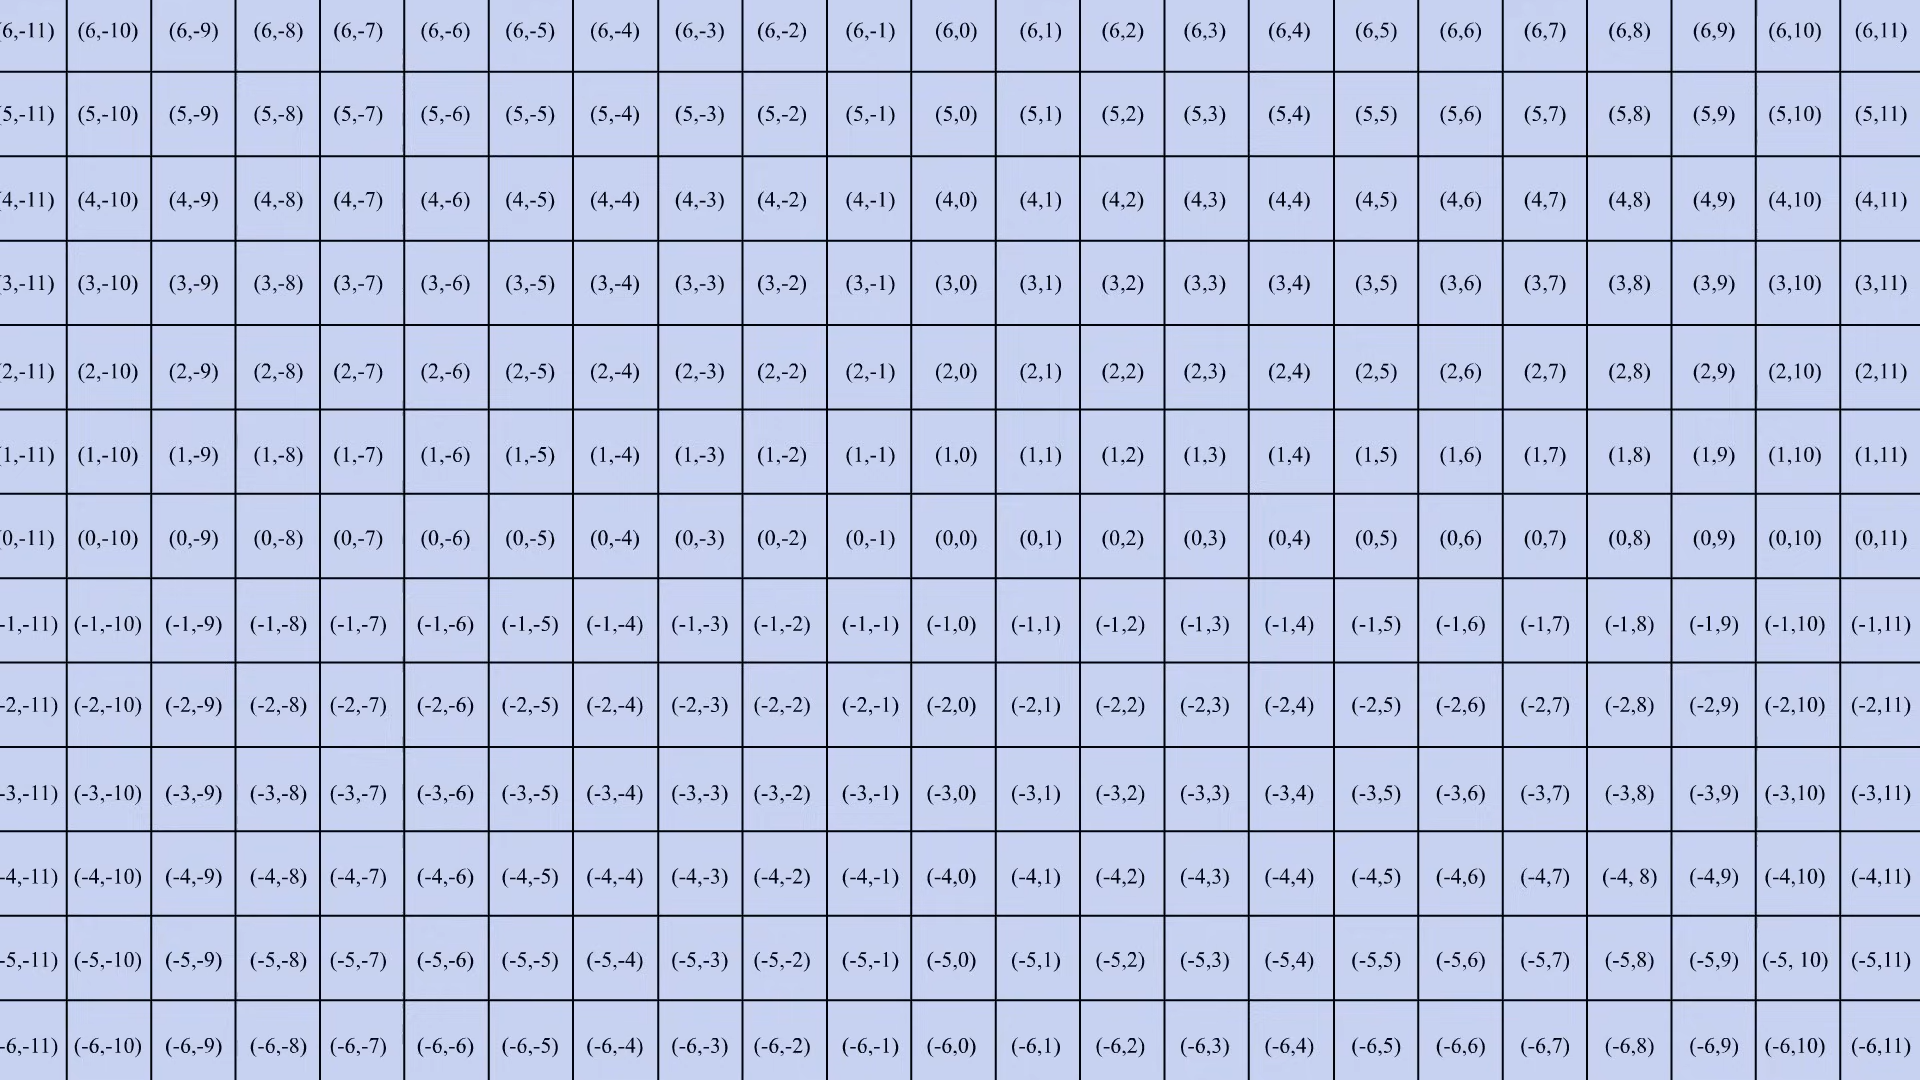 (6,-11) (6,-10) (6,-9) (6,-8) (6,-7) (6,-6) (6,-5) (6,-4) (6,-3) (6,-2) (6,-1) (6,0) (6,1) (6,2) (6,3) (6,4) (6,5) (6,6) (6,7) (6,8) (6,9) (6,10) (6,11)
(5,-11) (5,-10) (5,-9) (5,-8) (5,-7) (5,-6) (5,-5) (5,-4) (5,-3) (5,-2) (5,-1) (5,0) (5,1) (5,2) (5,3) (5,4) (5,5) (5,6) (5,7) (5,8) (5,9) (5,10) (5,11)
(4,-11) (4,-10) (4,-9) (4,-8) (4,-7) (4,-6) (4,-5) (4,-4) (4,-3) (4,-2) (4,-1) (4,0) (4,1) (4,2) (4,3) (4,4) (4,5) (4,6) (4,7) (4,8) (4,9) (4,10) (4,11)
(3,-11) (3,-10) (3,-9) (3,-8) (3,-7) (3,-6) (3,-5) (3,-4) (3,-3) (3,-2) (3,-1) (3,0) (3,1) (3,2) (3,3) (3,4) (3,5) (3,6) (3,7) (3,8) (3,9) (3,10) (3,11)
(2,-11) (2,-10) (2,-9) (2,-8) (2,-7) (2,-6) (2,-5) (2,-4) (2,-3) (2,-2) (2,-1) (2,0) (2,1) (2,2) (2,3) (2,4) (2,5) (2,6) (2,7) (2,8) (2,9) (2,10) (2,11)
(1,-11) (1,-10) (1,-9) (1,-8) (1,-7) (1,-6) (1,-5) (1,-4) (1,-3) (1,-2) (1,-1) (1,0) (1,1) (1,2) (1,3) (1,4) (1,5) (1,6) (1,7) (1,8) (1,9) (1,10) (1,11)
(0,-11) (0,-10) (0,-9) (0,-8) (0,-7) (0,-6) (0,-5) (0,-4) (0,-3) (0,-2) (0,-1) (0,0) (0,1) (0,2) (0,3) (0,4) (0,5) (0,6) (0,7) (0,8) (0,9) (0,10) (0,11)
-1,-11) (-1,-10) (-1,-9) (-1,-8) (-1,-7) (-1,-6) (-1,-5) (-1,-4) (-1,-3) (-1,-2) (-1,-1) (-1,0) (-1,1) (-1,2) (-1,3) (-1,4) (-1,5) (-1,6) (-1,7) (-1,8) (-1,9) (-1,10) (-1,11)
-2,-11) (-2,-10) (-2,-9) (-2,-8) (-2,-7) (-2,-6) (-2,-5) (-2,-4) (-2,-3) (-2,-2) (-2,-1) (-2,0) (-2,1) (-2,2) (-2,3) (-2,4) (-2,5) (-2,6) (-2,7) (-2,8) (-2,9) (-2,10) (-2,11)
-3,-11) (-3,-10) (-3,-9) (-3,-8) (-3,-7) (-3,-6) (-3,-5) (-3,-4) (-3,-3) (-3,-2) (-3,-1) (-3,0) (-3,1) (-3,2) (-3,3) (-3,4) (-3,5) (-3,6) (-3,7) (-3,8) (-3,9) (-3,10) (-3,11)
-4,-11) (-4,-10) (-4,-9) (-4,-8) (-4,-7) (-4,-6) (-4,-5) (-4,-4) (-4,-3) (-4,-2) (-4,-1) (-4,0) (-4,1) (-4,2) (-4,3) (-4,4) (-4,5) (-4,6) (-4,7) (-4, 8) (-4,9) (-4,10) (-4,11)
-5,-11) (-5,-10) (-5,-9) (-5,-8) (-5,-7) (-5,-6) (-5,-5) (-5,-4) (-5,-3) (-5,-2) (-5,-1) (-5,0) (-5,1) (-5,2) (-5,3) (-5,4) (-5,5) (-5,6) (-5,7) (-5,8) (-5,9) (-5, 10) (-5,11)
-6,-11) (-6,-10) (-6,-9) (-6,-8) (-6,-7) (-6,-6) (-6,-5) (-6,-4) (-6,-3) (-6,-2) (-6,-1) (-6,0) (-6,1) (-6,2) (-6,3) (-6,4) (-6,5) (-6,6) (-6,7) (-6,8) (-6,9) (-6,10) (-6,11)